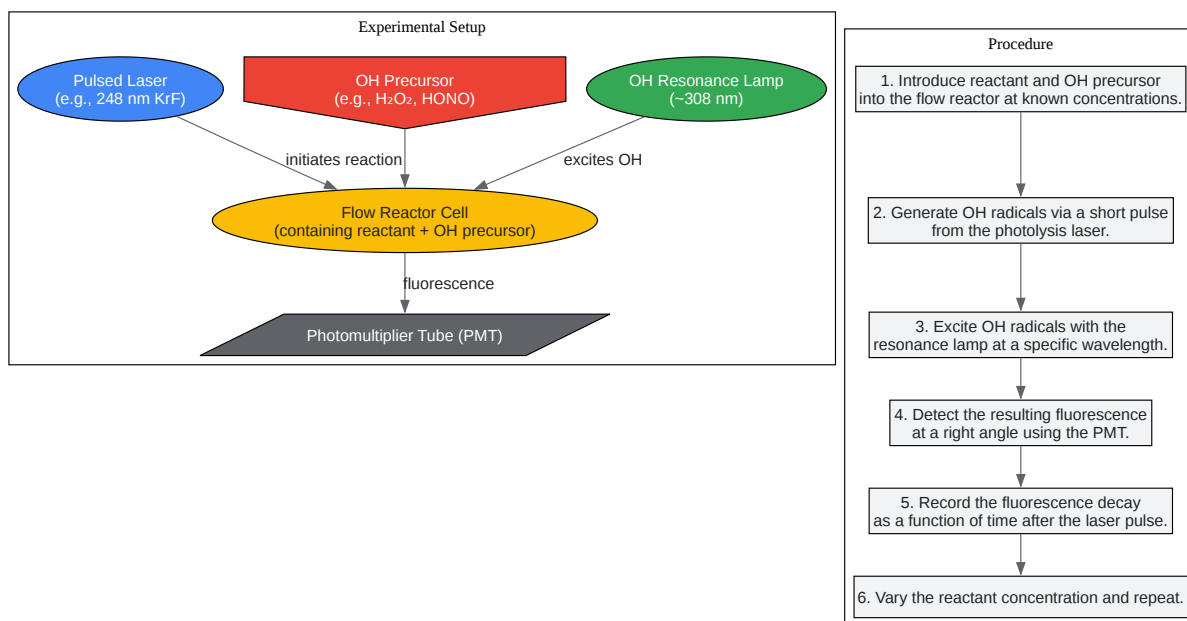 Experimental Setup
Pulsed Laser
(e.g., 248 nm KrF)
OH Precursor
(e.g., H₂O₂, HONO)
OH Resonance Lamp
(~308 nm)
initiates reaction
excites OH
Flow Reactor Cell
(containing reactant + OH precursor)
fluorescence
Photomultiplier Tube (PMT)
Procedure
1. Introduce reactant and OH precursor
into the flow reactor at known concentrations.
2. Generate OH radicals via a short pulse
from the photolysis laser.
3. Excite OH radicals with the
resonance lamp at a specific wavelength.
4. Detect the resulting fluorescence
at a right angle using the PMT.
5. Record the fluorescence decay
as a function of time after the laser pulse.
6. Vary the reactant concentration and repeat.